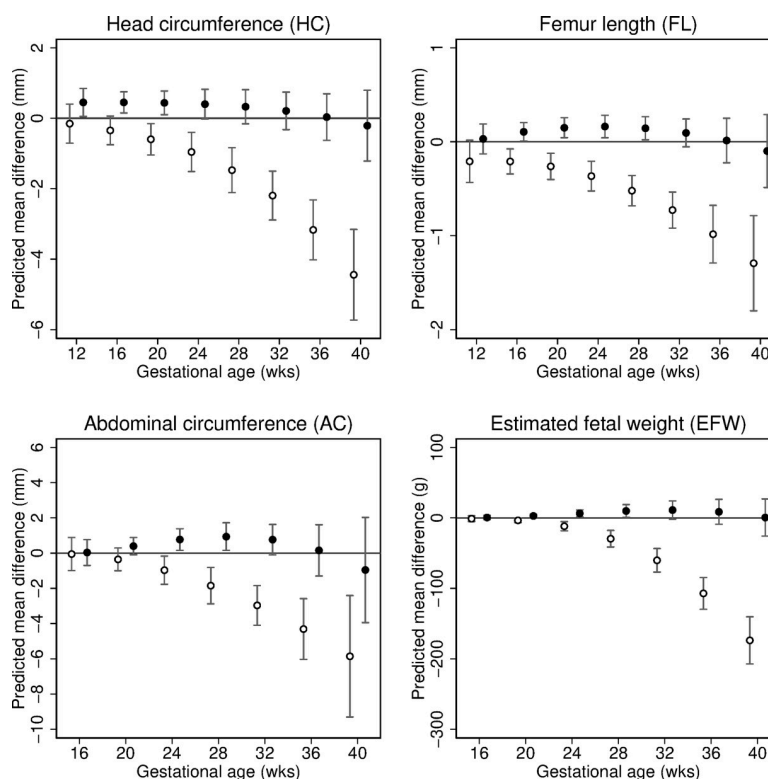 Head circumference (HC)
Predicted mean difference (mm)
2
0
−2
−4
−6
12 16 20 24 28 32 36 40
Gestational age (wks)
Femur length (FL)
Predicted mean difference (mm)
1
0
−1
−2
12 16 20 24 28 32 36 40
Gestational age (wks)
Abdominal circumference (AC)
Predicted mean difference (mm)
6
4
2
0
−2
−4
−6
−8
−10
16 20 24 28 32 36 40
Gestational age (wks)
Estimated fetal weight (EFW)
Predicted mean difference (g)
100
0
−100
−200
−300
16 20 24 28 32 36 40
Gestational age (wks)